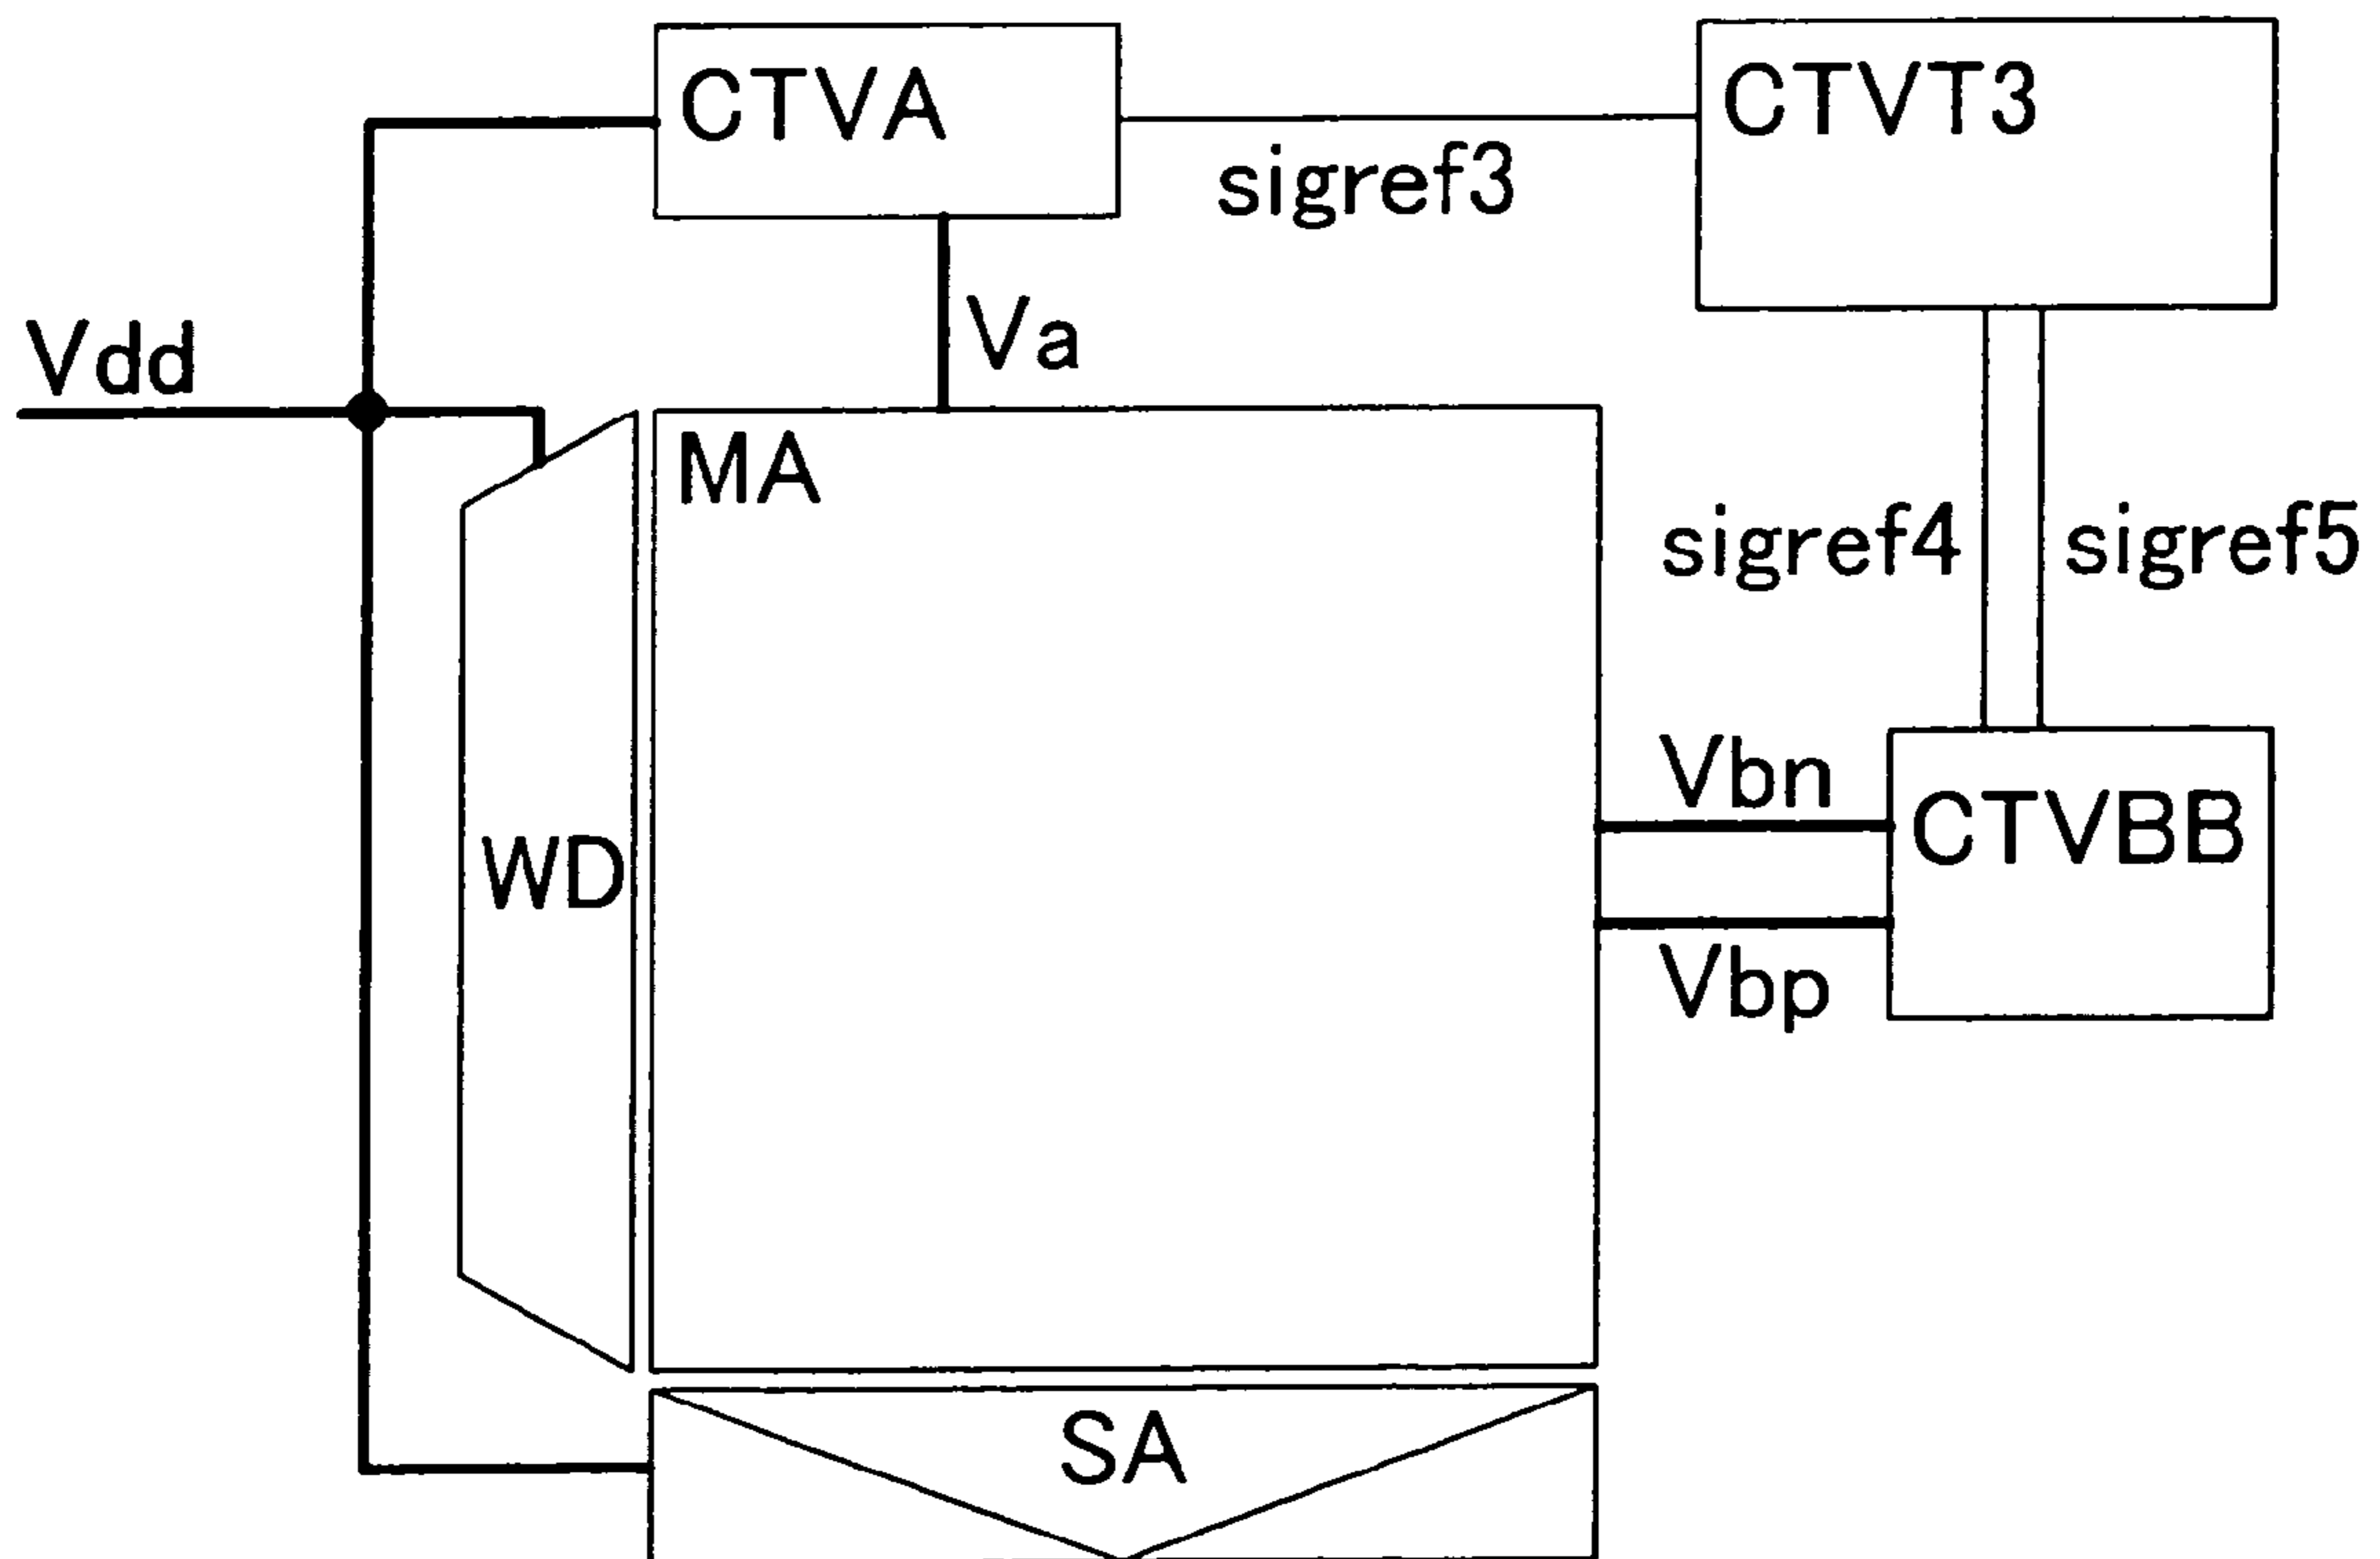 CTVA
CTVT3
sigref3
Va
Vdd
MA
sigref4
sigref5
Vbn
CTVBB
WD
Vbp
SA